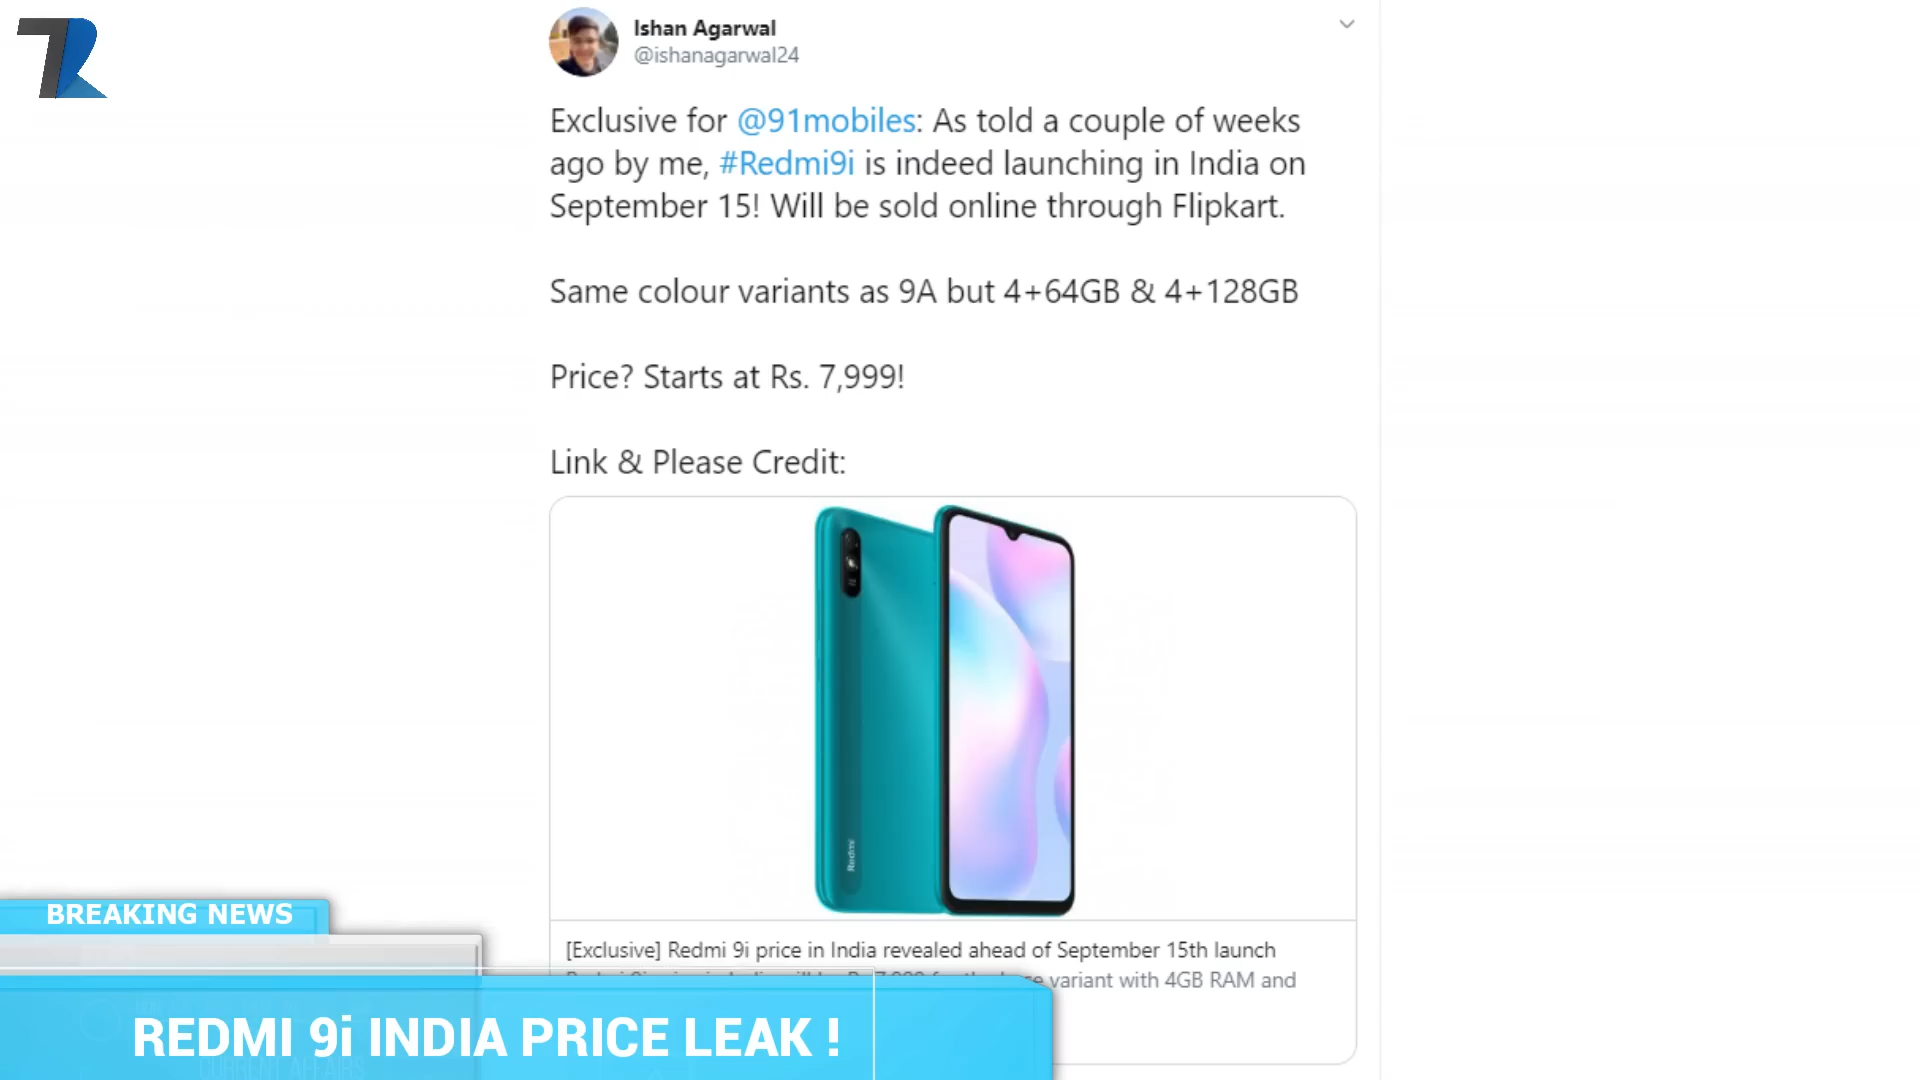 Ishan Agarwal
@ishanagarwal24
Exclusive for @91mobiles: As told a couple of weeks
ago by me, #Redmi9i is indeed launching in India on
September 15! Will be sold online through Flipkart.
Same colour variants as 9A but 4+64GB & 4+128GB
Price? Starts at Rs. 7,999!
Link & Please Credit:
Redmi
[Exclusive] Redmi 9i price in India revealed ahead of September 15th launch
variant with 4GB RAM and
BREAKING NEWS
REDMI 9i INDIA PRICE LEAK !
CURRENT AFFAIRS